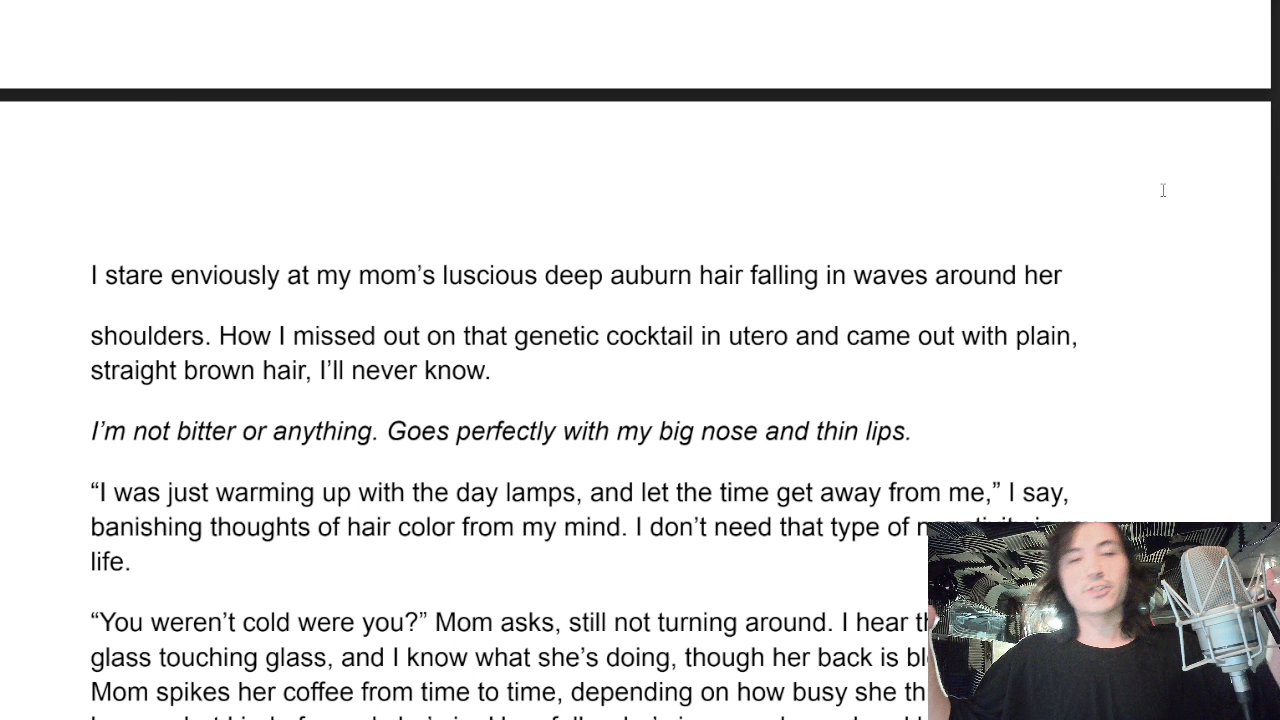 I stare enviously at my mom’s luscious deep auburn hair falling in waves around her
shoulders. How I missed out on that genetic cocktail in utero and came out with plain,
straight brown hair, I’ll never know.
I’m not bitter or anything. Goes perfectly with my big nose and thin lips.
“I was just warming up with the day lamps, and let the time get away from me,” I say,
banishing thoughts of hair color from my mind. I don’t need that type of
life.
“You weren’t cold were you?” Mom asks, still not turning around. I hear
glass touching glass, and I know what she’s doing, though her back is
Mom spikes her coffee from time to time, depending on how busy she